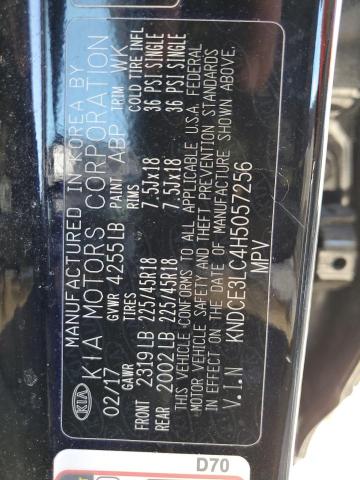 MANUFACTURED IN KOREA BY
KIA MOTORS CORPORATION
KIA
02/17 GVWR 4255LB PAINT ABP TRIM WK
GAWR TIRES RIMS COLD TIRE INFL
FRONT 2319 LB 225/45R18 7.5JX18 36 PSI SINGLE
REAR 2002 LB 225/45R18 7.5JX18 36 PSI SINGLE
THIS VEHICLE CONFORMS TO ALL APPLICABLE U.S.A. FEDERAL
MOTOR VEHICLE SAFETY AND THEFT PREVENTION STANDARDS
IN EFFECT ON THE DATE OF MANUFACTURE SHOWN ABOVE.
V.I.N KNDCE3LC4H5057256
MPV
D70